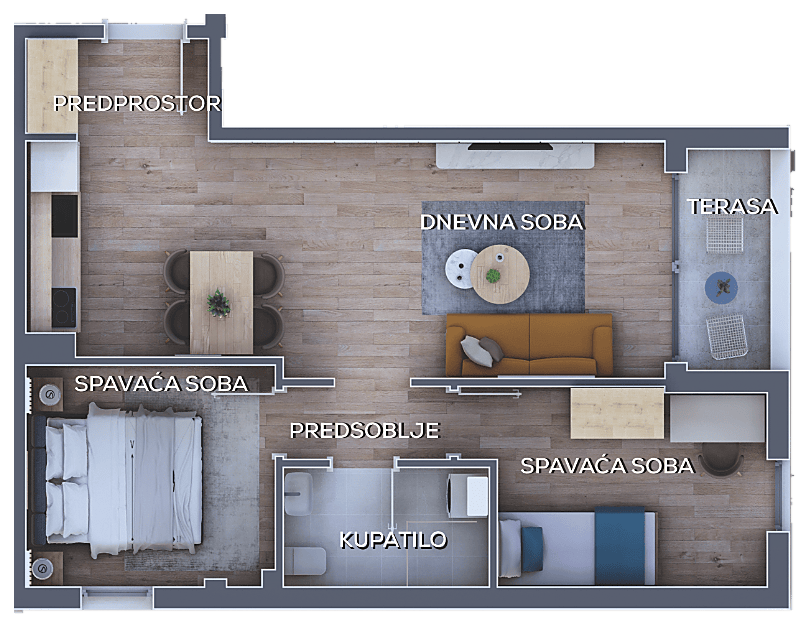 PREDPROSTOR
DNEVNA SOBA
TERASA
SPAVAĆA SOBA
PREDSOBLJE
SPAVAĆA SOBA
KUPATILO